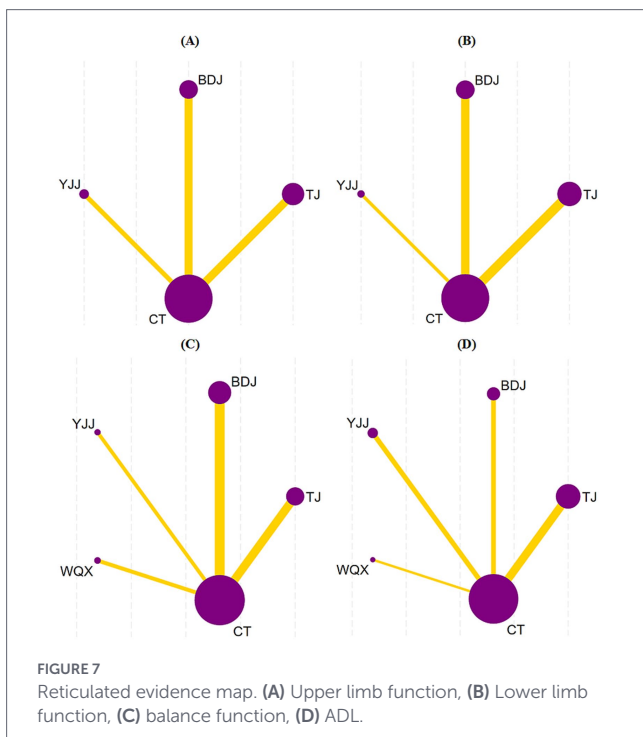 (A)
(B)
BDJ
BDJ
YJJ
TJ
YJJ
TJ
CT
CT
(C)
(D)
BDJ
BDJ
YJJ
YJJ
TJ
TJ
WQX
WQX
CT
CT
FIGURE 7
Reticulated evidence map. (A) Upper limb function, (B) Lower limb
function, (C) balance function, (D) ADL.